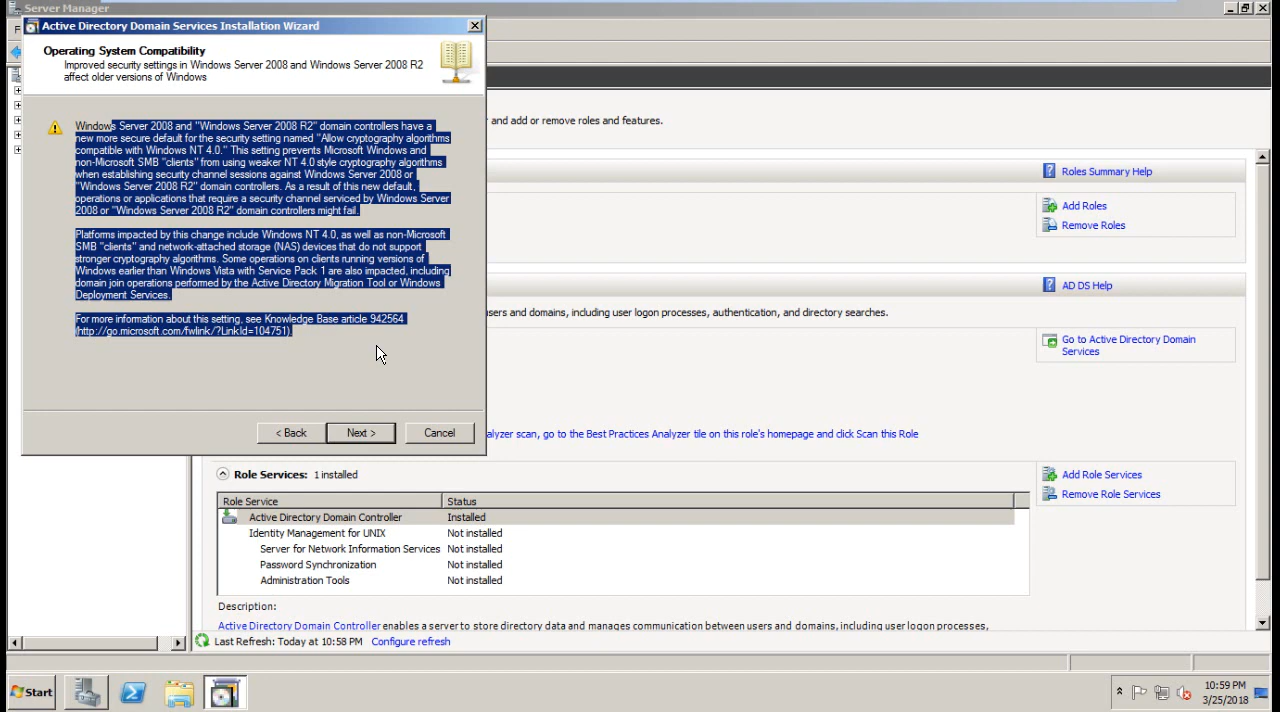 Server Manager
Active Directory Domain Services Installation Wizard
F
Operating System Compatibility
Improved security settings in Windows Server 2008 and Windows Server 2008 R2
affect older versions of Windows
Windows Server 2008 and "Windows Server 2008 R2" domain controllers have a
new more secure default for the security setting named "Allow cryptography algorithms
compatible with Windows NT 4.0." This setting prevents Microsoft Windows and
non-Microsoft SMB "clients" from using weaker NT 4.0 style cryptography algorithms
when establishing security channel sessions against Windows Server 2008 or
"Windows Server 2008 R2" domain controllers. As a result of this new default,
operations or applications that require a security channel serviced by Windows Server
2008 or "Windows Server 2008 R2" domain controllers might fail.
Platforms impacted by this change include Windows NT 4.0, as well as non-Microsoft
SMB "clients" and network-attached storage (NAS) devices that do not support
stronger cryptography algorithms. Some operations on clients running versions of
Windows earlier than Windows Vista with Service Pack 1 are also impacted, including
domain join operations performed by the Active Directory Migration Tool or Windows
Deployment Services.
For more information about this setting, see Knowledge Base article 942564
(http://go.microsoft.com/fwlink/?LinkId=104751).
< Back
Next >
Cancel
and add or remove roles and features.
Roles Summary Help
Add Roles
Remove Roles
AD DS Help
sers and domains, including user logon processes, authentication, and directory searches.
Go to Active Directory Domain
Services
alyzer scan, go to the Best Practices Analyzer tile on this role's homepage and click Scan this Role
Role Services: 1 installed
Add Role Services
Remove Role Services
Role Service Status
Active Directory Domain Controller Installed
Identity Management for UNIX Not installed
Server for Network Information Services Not installed
Password Synchronization Not installed
Administration Tools Not installed
Description:
Active Directory Domain Controller enables a server to store directory data and manages communication between users and domains, including user logon processes,
Last Refresh: Today at 10:58 PM Configure refresh
Start
10:59 PM
3/25/2018